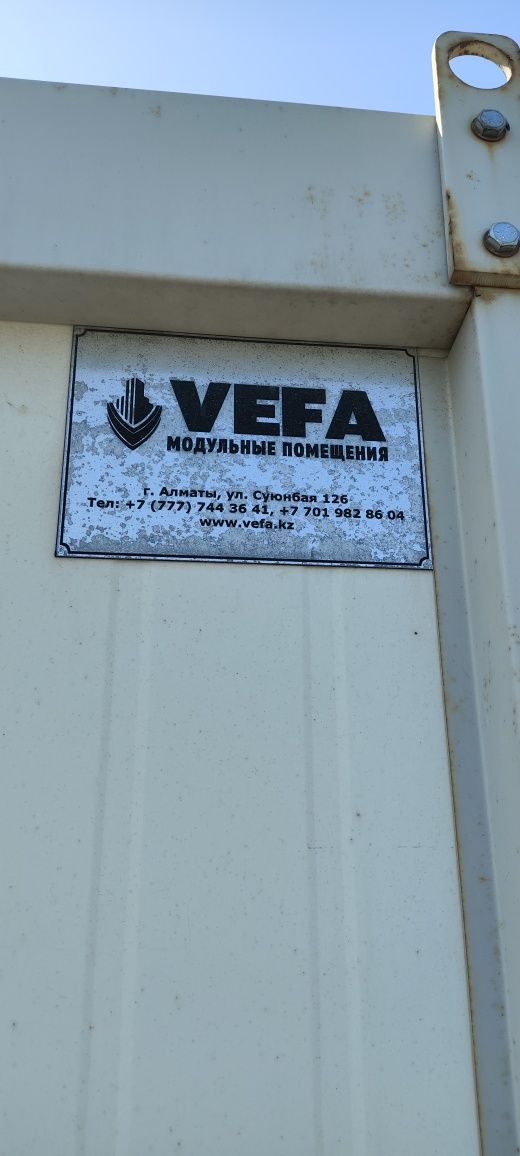 VEFA
МОДУЛЬНЫЕ ПОМЕЩЕНИЯ
г. Алматы, ул. Суюнбая 126
Тел: +7 (777) 744 36 41, +7 701 982 86 04
www.vefa.kz